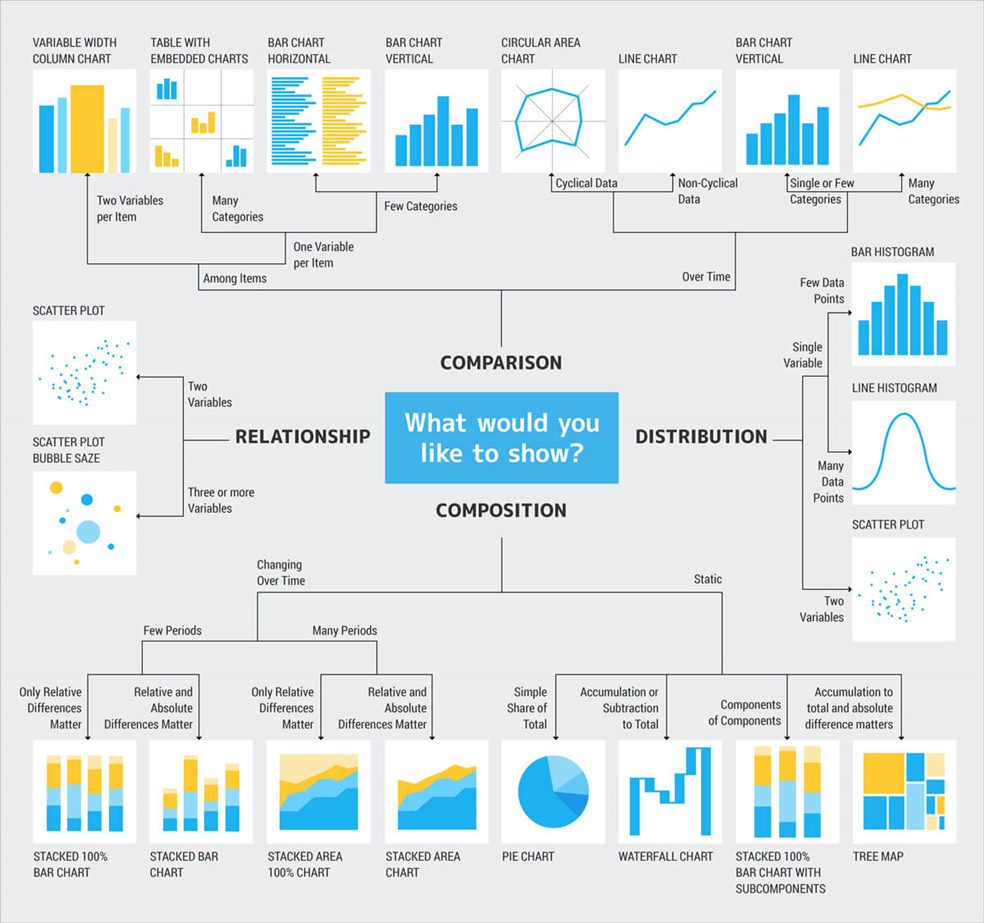 VARIABLE WIDTH
COLUMN CHART
TABLE WITH
EMBEDDED CHARTS
BAR CHART
HORIZONTAL
BAR CHART
VERTICAL
CIRCULAR AREA
CHART
LINE CHART
BAR CHART
VERTICAL
LINE CHART
Two Variables
per Item
Many
Categories
Few Categories
Cyclical Data
Non-Cyclical
Data
Single or Few
Categories
Many
Categories
One Variable
per Item
Among Items
Over Time
COMPARISON
What would you
like to show?
SCATTER PLOT
Two
Variables
RELATIONSHIP
SCATTER PLOT
BUBBLE SAZE
Three or more
Variables
DISTRIBUTION
BAR HISTOGRAM
Few Data
Points
Single
Variable
LINE HISTOGRAM
Many
Data
Points
SCATTER PLOT
Two
Variables
COMPOSITION
Changing
Over Time
Static
Few Periods
Many Periods
Only Relative
Differences
Matter
Relative and
Absolute
Differences Matter
Only Relative
Differences
Matter
Relative and
Absolute
Differences Matter
Simple
Share of
Total
Accumulation or
Subtraction
to Total
Components
of Components
Accumulation to
total and absolute
difference matters
STACKED 100%
BAR CHART
STACKED BAR
CHART
STACKED AREA
100% CHART
STACKED AREA
CHART
PIE CHART
WATERFALL CHART
STACKED 100%
BAR CHART WITH
SUBCOMPONENTS
TREE MAP